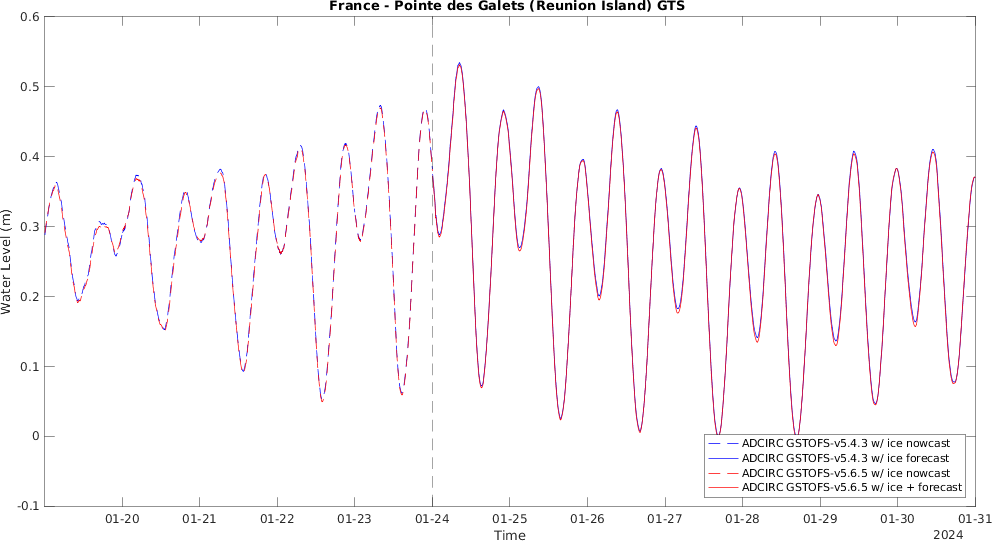 France - Pointe des Galets (Reunion Island) GTS
0.6
0.5
0.4
0.3
0.2
0.1
0
-0.1
Water Level (m)
ADCIRC GSTOFS-v5.4.3 w/ ice nowcast
ADCIRC GSTOFS-v5.4.3 w/ ice forecast
ADCIRC GSTOFS-v5.6.5 w/ ice nowcast
ADCIRC GSTOFS-v5.6.5 w/ ice + forecast
01-20 01-21 01-22 01-23 01-24 01-25 01-26 01-27 01-28 01-29 01-30 01-31
Time
2024